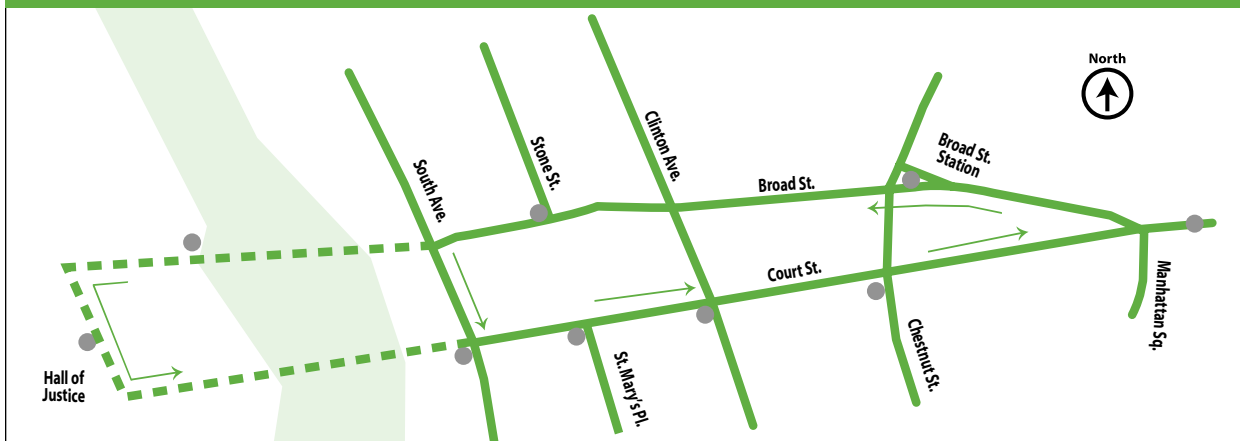 North
Clinton Ave.
Stone St.
South Ave.
Broad St.
Station
Broad St.
Court St.
Manhattan Sq.
Chestnut St.
St.Mary's Pl.
Hall of
Justice